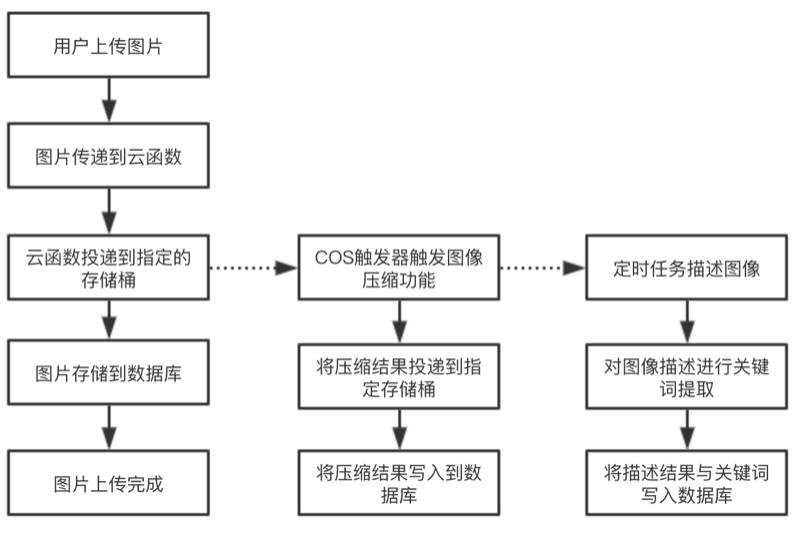 用户上传图片
图片传递到云函数
云函数投递到指定的
存储桶
图片存储到数据库
图片上传完成
COS触发器触发图像
压缩功能
将压缩结果投递到指
定存储桶
将压缩结果写入到数
据库
定时任务描述图像
对图像描述进行关键
词提取
将描述结果与关键词
写入数据库